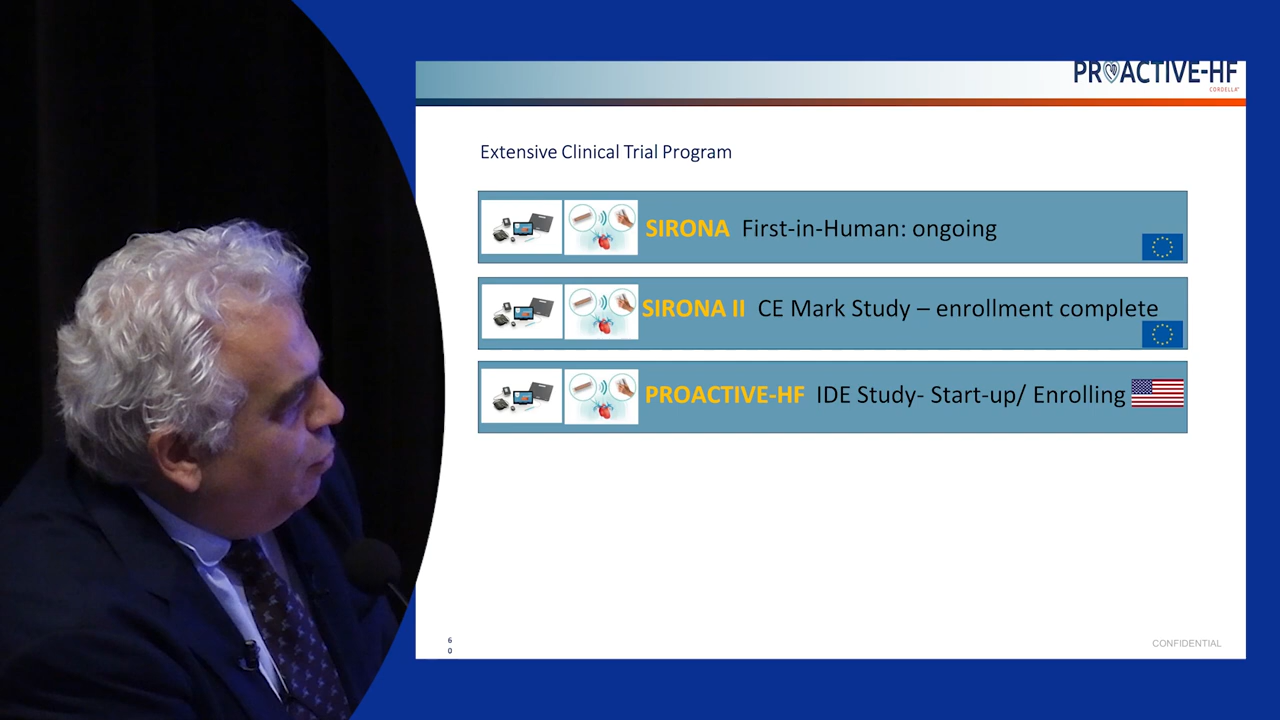 PROACTIVE-HF
CORDELLA
Extensive Clinical Trial Program
SIRONA First-in-Human: ongoing
SIRONA II CE Mark Study – enrollment complete
PROACTIVE-HF IDE Study- Start-up/ Enrolling
6
0
CONFIDENTIAL